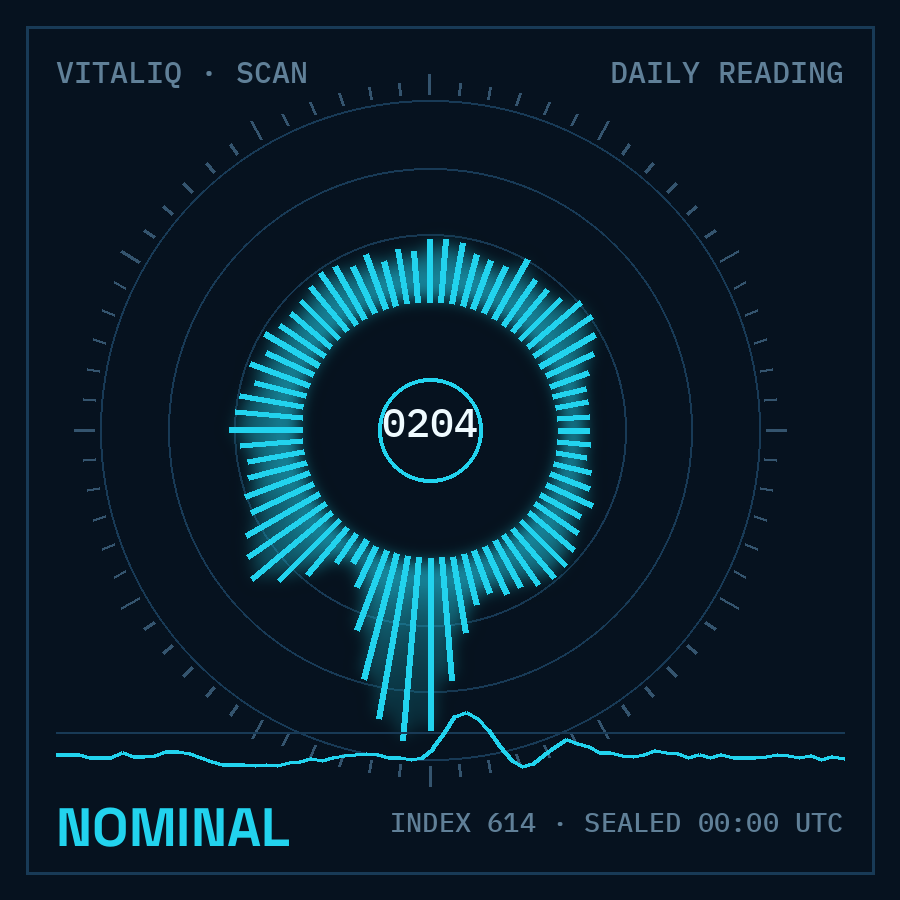 VITALIQ · SCAN
DAILY READING
0204
NOMINAL
INDEX 614 · SEALED 00:00 UTC